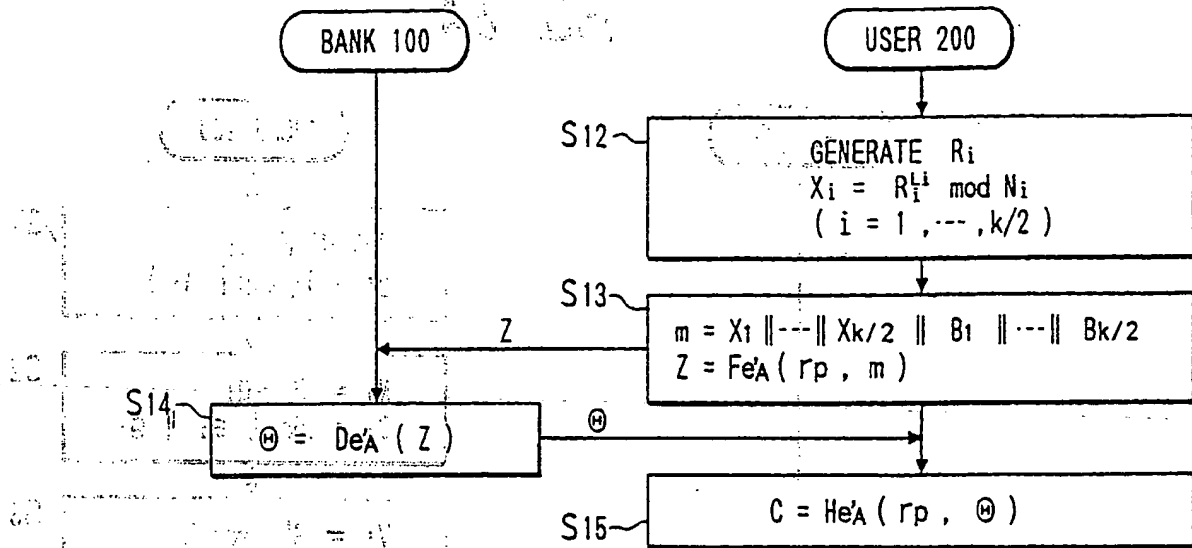 BANK 100
USER 200
S12
GENERATE Ri
Xi = Ri^Li mod Ni
( i = 1 , --- , k/2 )
S13
m = X1 ||---|| Xk/2 || B1 ||---|| Bk/2
Z = Fe'A ( rp , m )
Z
S14
Θ = De'A ( Z )
Θ
C = He'A ( rp , Θ )
S15